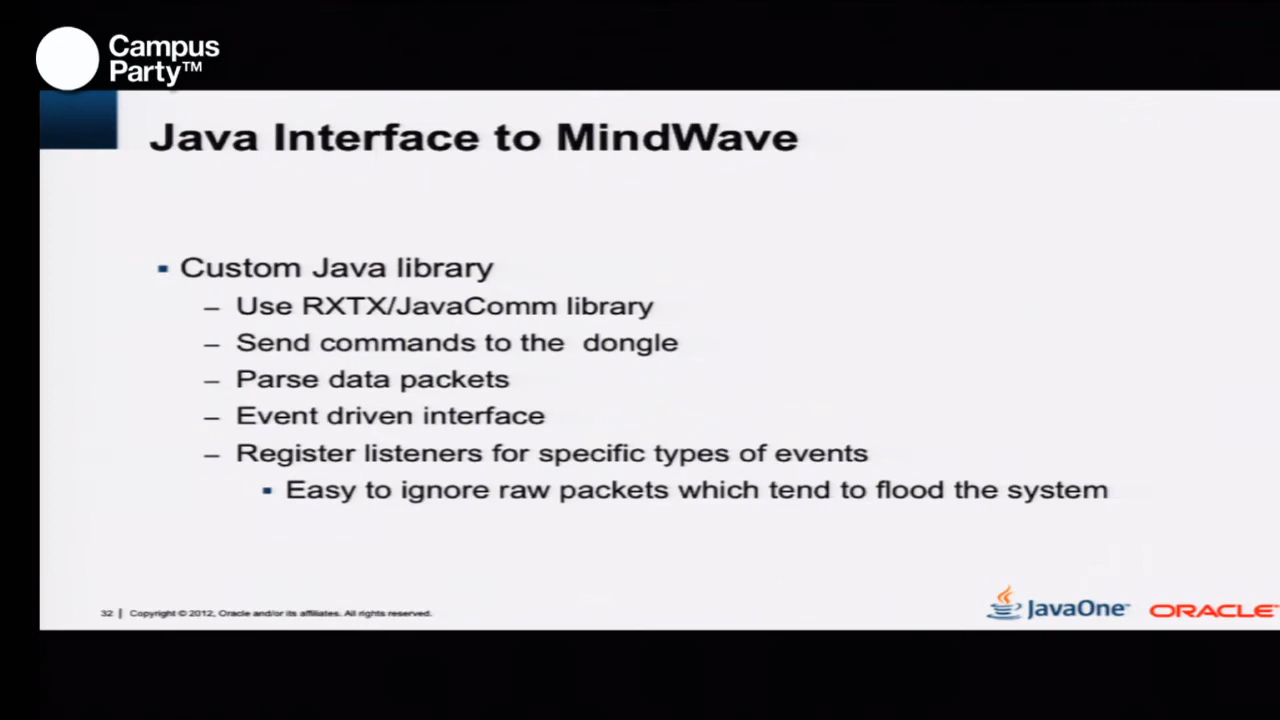 Campus
Party™
Java Interface to MindWave
▪ Custom Java library
– Use RXTX/JavaComm library
– Send commands to the dongle
– Parse data packets
– Event driven interface
– Register listeners for specific types of events
▪ Easy to ignore raw packets which tend to flood the system
32 | Copyright © 2012, Oracle and/or its affiliates. All rights reserved.
JavaOne™ ORACLE